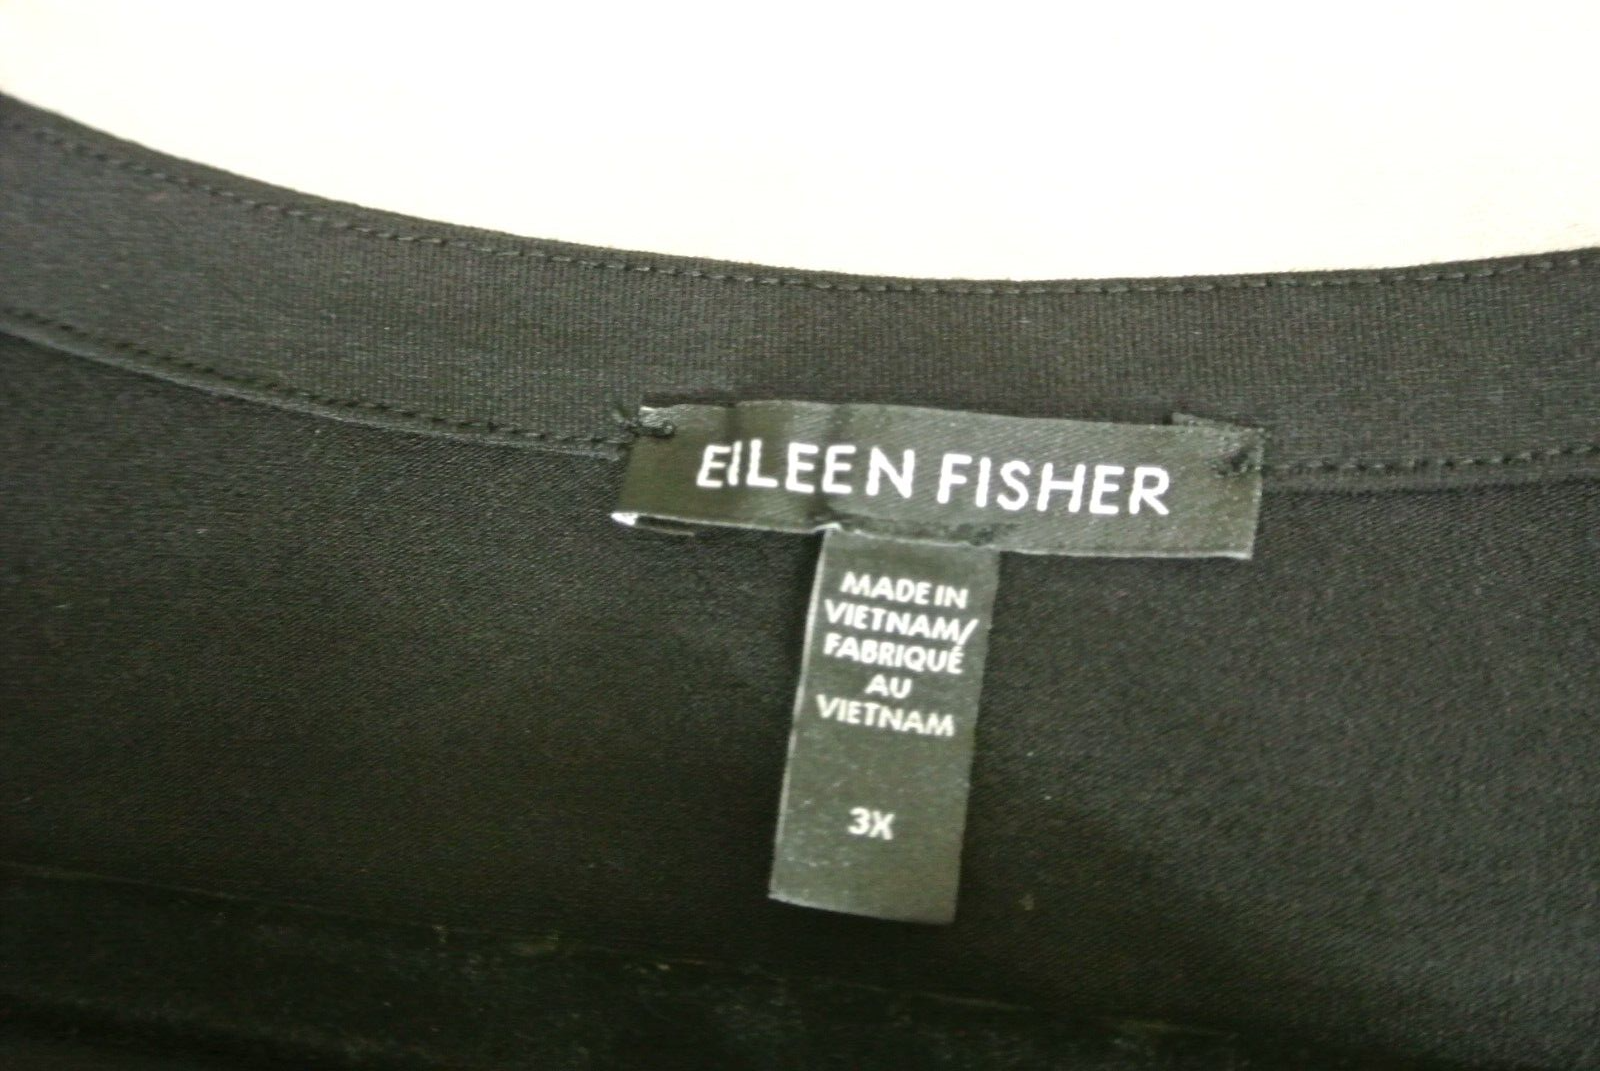 EILEEN FISHER
MADE IN
VIETNAM/
FABRIQUÉ
AU
VIETNAM
3X